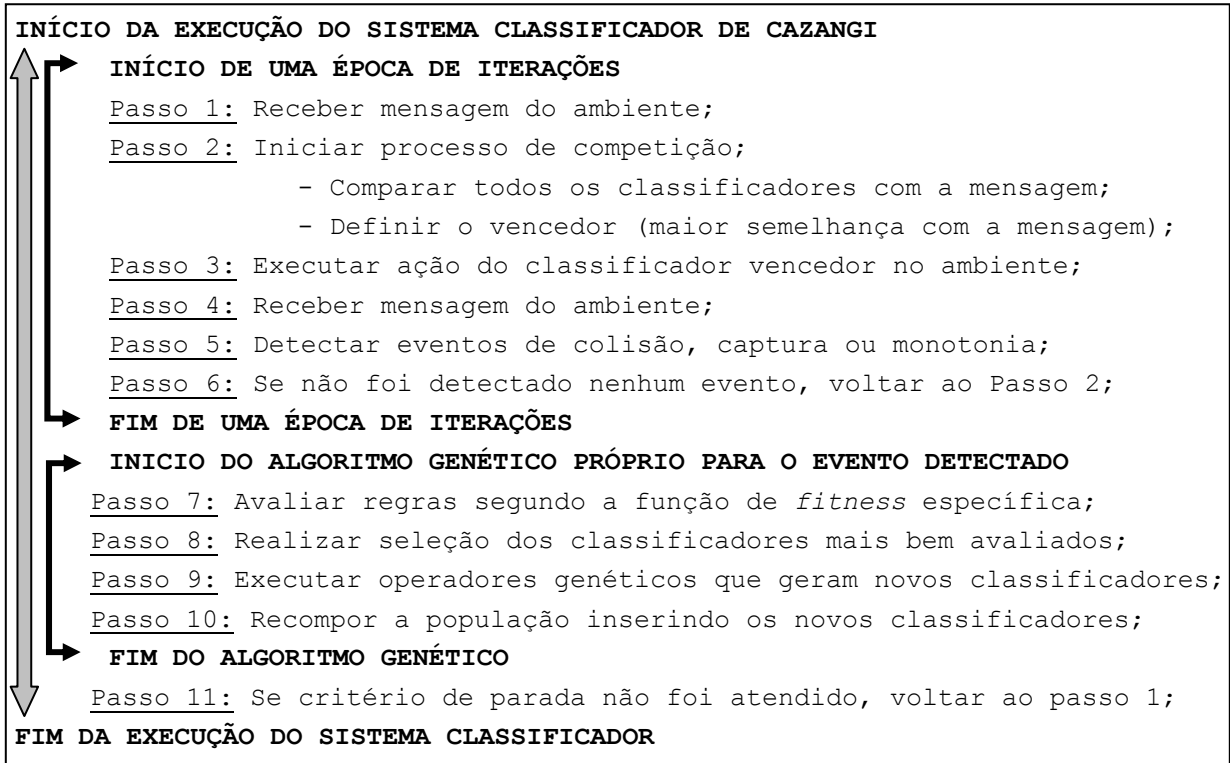 INÍCIO DA EXECUÇÃO DO SISTEMA CLASSIFICADOR DE CAZANGI
INÍCIO DE UMA ÉPOCA DE ITERAÇÕES
Passo 1: Receber mensagem do ambiente;
Passo 2: Iniciar processo de competição;
- Comparar todos os classificadores com a mensagem;
- Definir o vencedor (maior semelhança com a mensagem);
Passo 3: Executar ação do classificador vencedor no ambiente;
Passo 4: Receber mensagem do ambiente;
Passo 5: Detectar eventos de colisão, captura ou monotonia;
Passo 6: Se não foi detectado nenhum evento, voltar ao Passo 2;
FIM DE UMA ÉPOCA DE ITERAÇÕES
INICIO DO ALGORITMO GENÉTICO PRÓPRIO PARA O EVENTO DETECTADO
Passo 7: Avaliar regras segundo a função de fitness específica;
Passo 8: Realizar seleção dos classificadores mais bem avaliados;
Passo 9: Executar operadores genéticos que geram novos classificadores;
Passo 10: Recompor a população inserindo os novos classificadores;
FIM DO ALGORITMO GENÉTICO
Passo 11: Se critério de parada não foi atendido, voltar ao passo 1;
FIM DA EXECUÇÃO DO SISTEMA CLASSIFICADOR